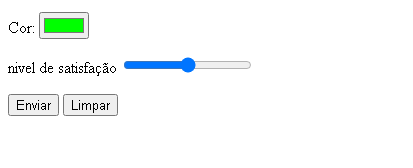 Cor:
nivel de satisfação
Enviar Limpar